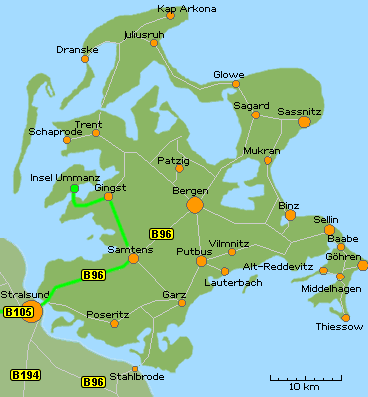 Kap Arkona
Juliusruh
Dranske
Glowe
Sagard
Sassnitz
Trent
Schaprode
Mukran
Patzig
Insel Ummanz
Gingst
Bergen
Binz
Sellin
B96
Baabe
Vilmnitz
Samtens
Putbus
Göhren
Alt-Reddevitz
B96
Lauterbach
Middelhagen
Stralsund
Garz
B105
Poseritz
Thiessow
B194
Stahlbrode
B96
10 km